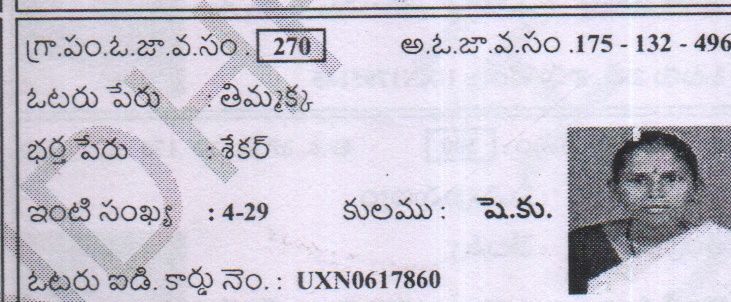 గ్రా.పం.ఓ.జా.వ.సం. 270 అ.ఓ.జా.వ.సం .175 - 132 - 496
ఓటరు పేరు : తిమ్మక్క
భర్త పేరు : శేకర్
ఇంటి సంఖ్య : 4-29 కులము : షె.కు.
ఓటరు ఐడి. కార్డు నెం. : UXN0617860